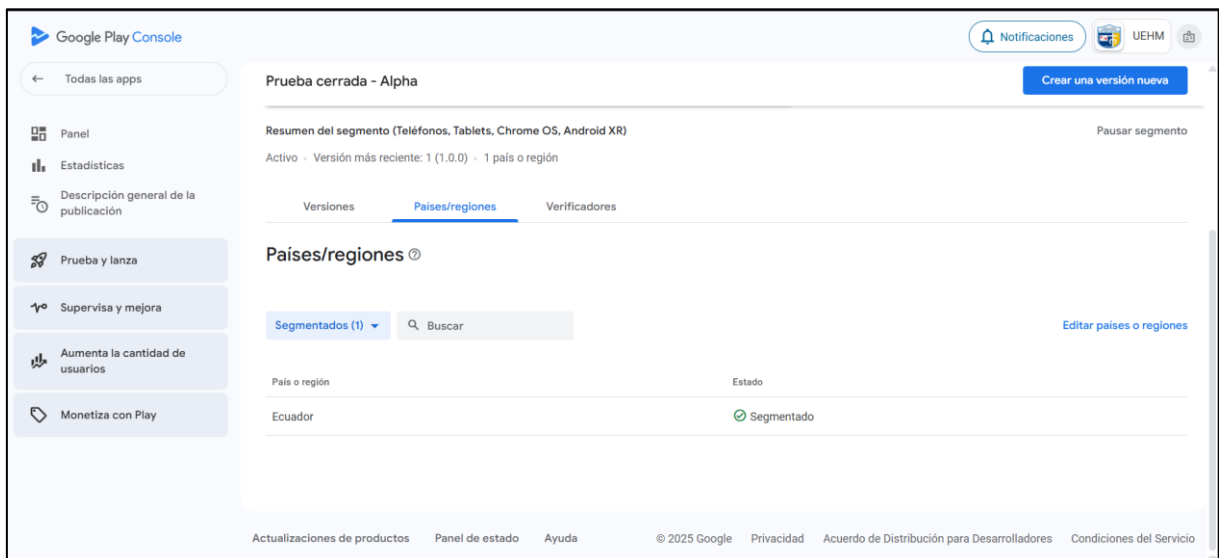 Google Play Console
Notificaciones
UEHM
Todas las apps
Panel
Estadísticas
Descripción general de la
publicación
Prueba y lanza
Supervisa y mejora
Aumenta la cantidad de
usuarios
Monetiza con Play
Prueba cerrada - Alpha
Crear una versión nueva
Resumen del segmento (Teléfonos, Tablets, Chrome OS, Android XR)
Pausar segmento
Activo · Versión más reciente: 1 (1.0.0) · 1 país o región
Versiones Países/regiones Verificadores
Países/regiones
Segmentados (1) Buscar
Editar países o regiones
País o región Estado
Ecuador Segmentado
Actualizaciones de productos Panel de estado Ayuda © 2025 Google Privacidad Acuerdo de Distribución para Desarrolladores Condiciones del Servicio